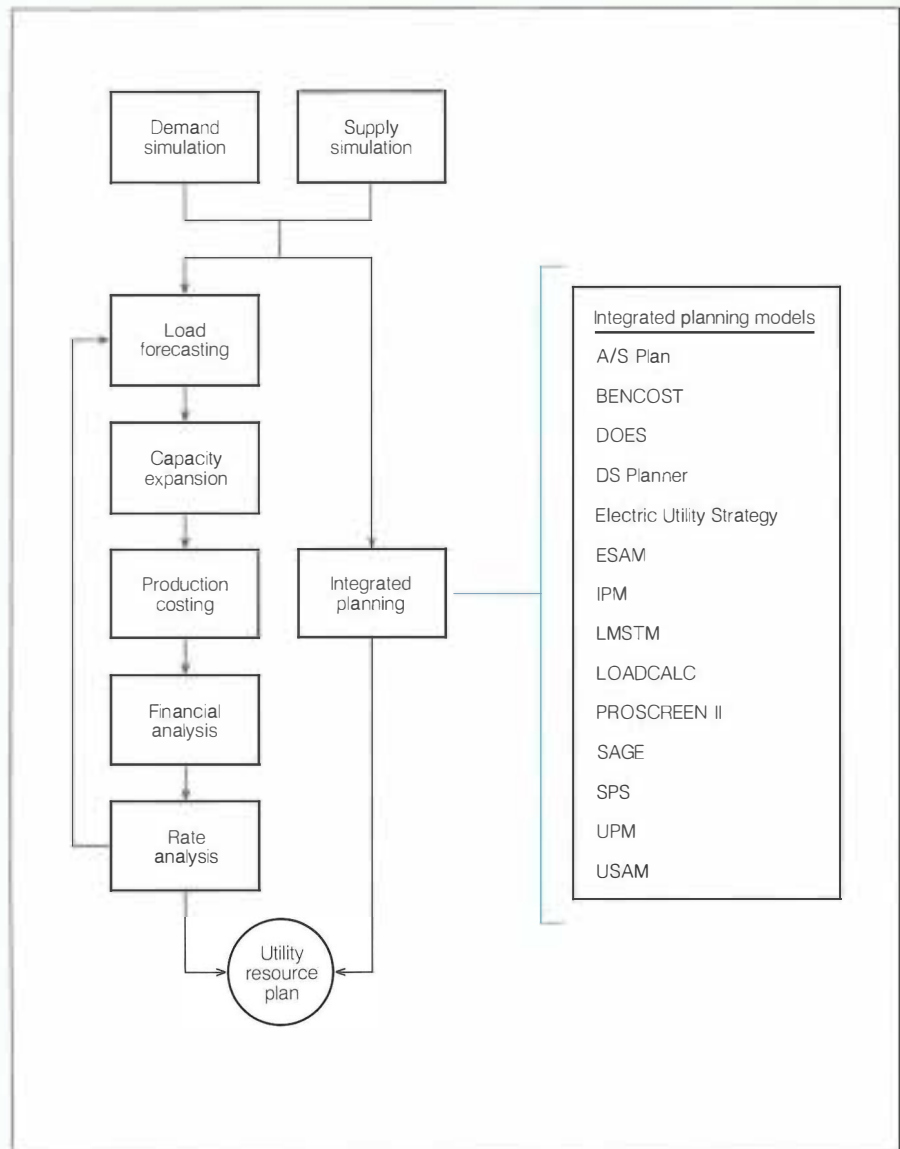 Demand
simulation
Supply
simulation
Load
forecasting
Capacity
expansion
Production
costing
Financial
analysis
Rate
analysis
Integrated
planning
Utility
resource
plan
Integrated planning models
A/S Plan
BENCOST
DOES
DS Planner
Electric Utility Strategy
ESAM
IPM
LMSTM
LOADCALC
PROSCREEN II
SAGE
SPS
UPM
USAM